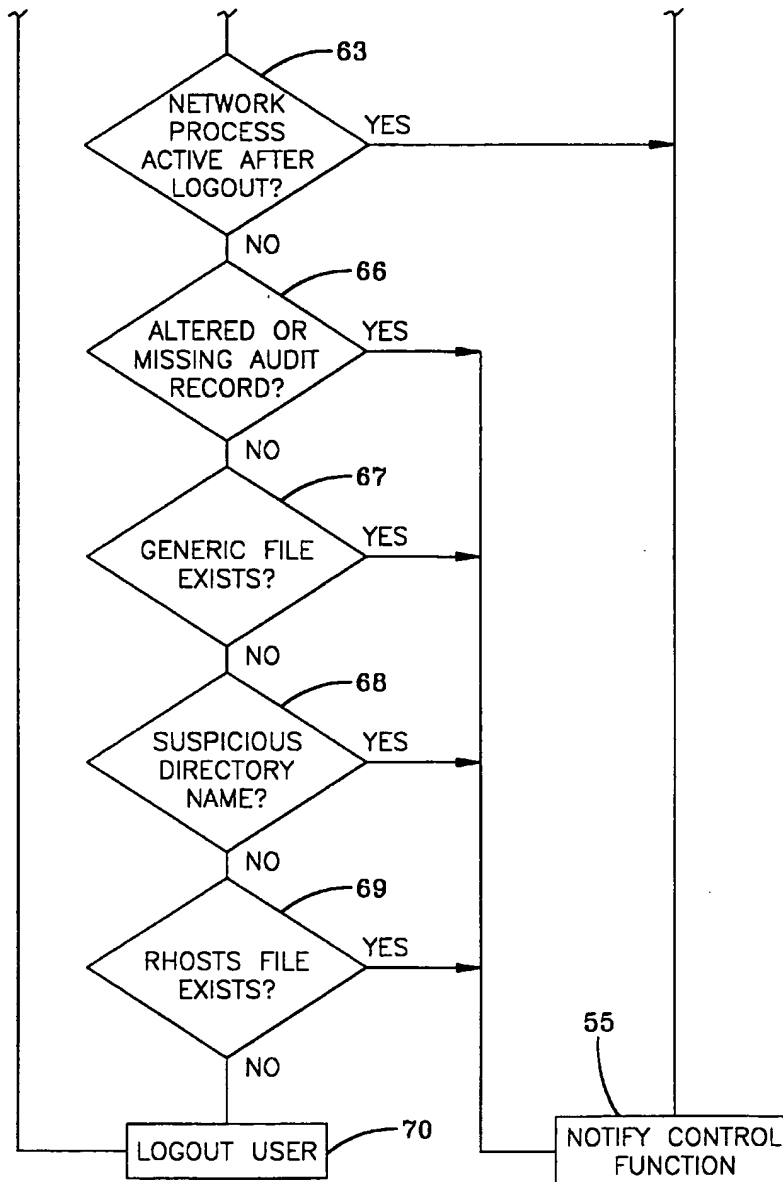 63
NETWORK
PROCESS
ACTIVE AFTER
LOGOUT?
YES
NO
66
ALTERED OR
MISSING AUDIT
RECORD?
YES
NO
67
GENERIC FILE
EXISTS?
YES
NO
68
SUSPICIOUS
DIRECTORY
NAME?
YES
NO
69
RHOSTS FILE
EXISTS?
YES
NO
70
LOGOUT USER
55
NOTIFY CONTROL
FUNCTION